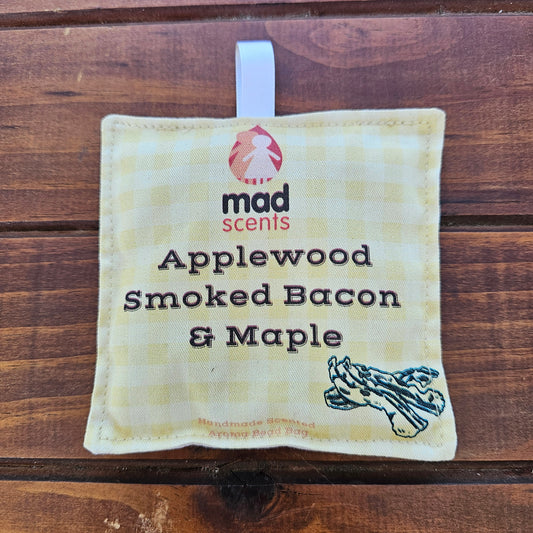 mad
scents
Applewood
Smoked Bacon
& Maple
Handmade Scented
Aroma Bead Bag